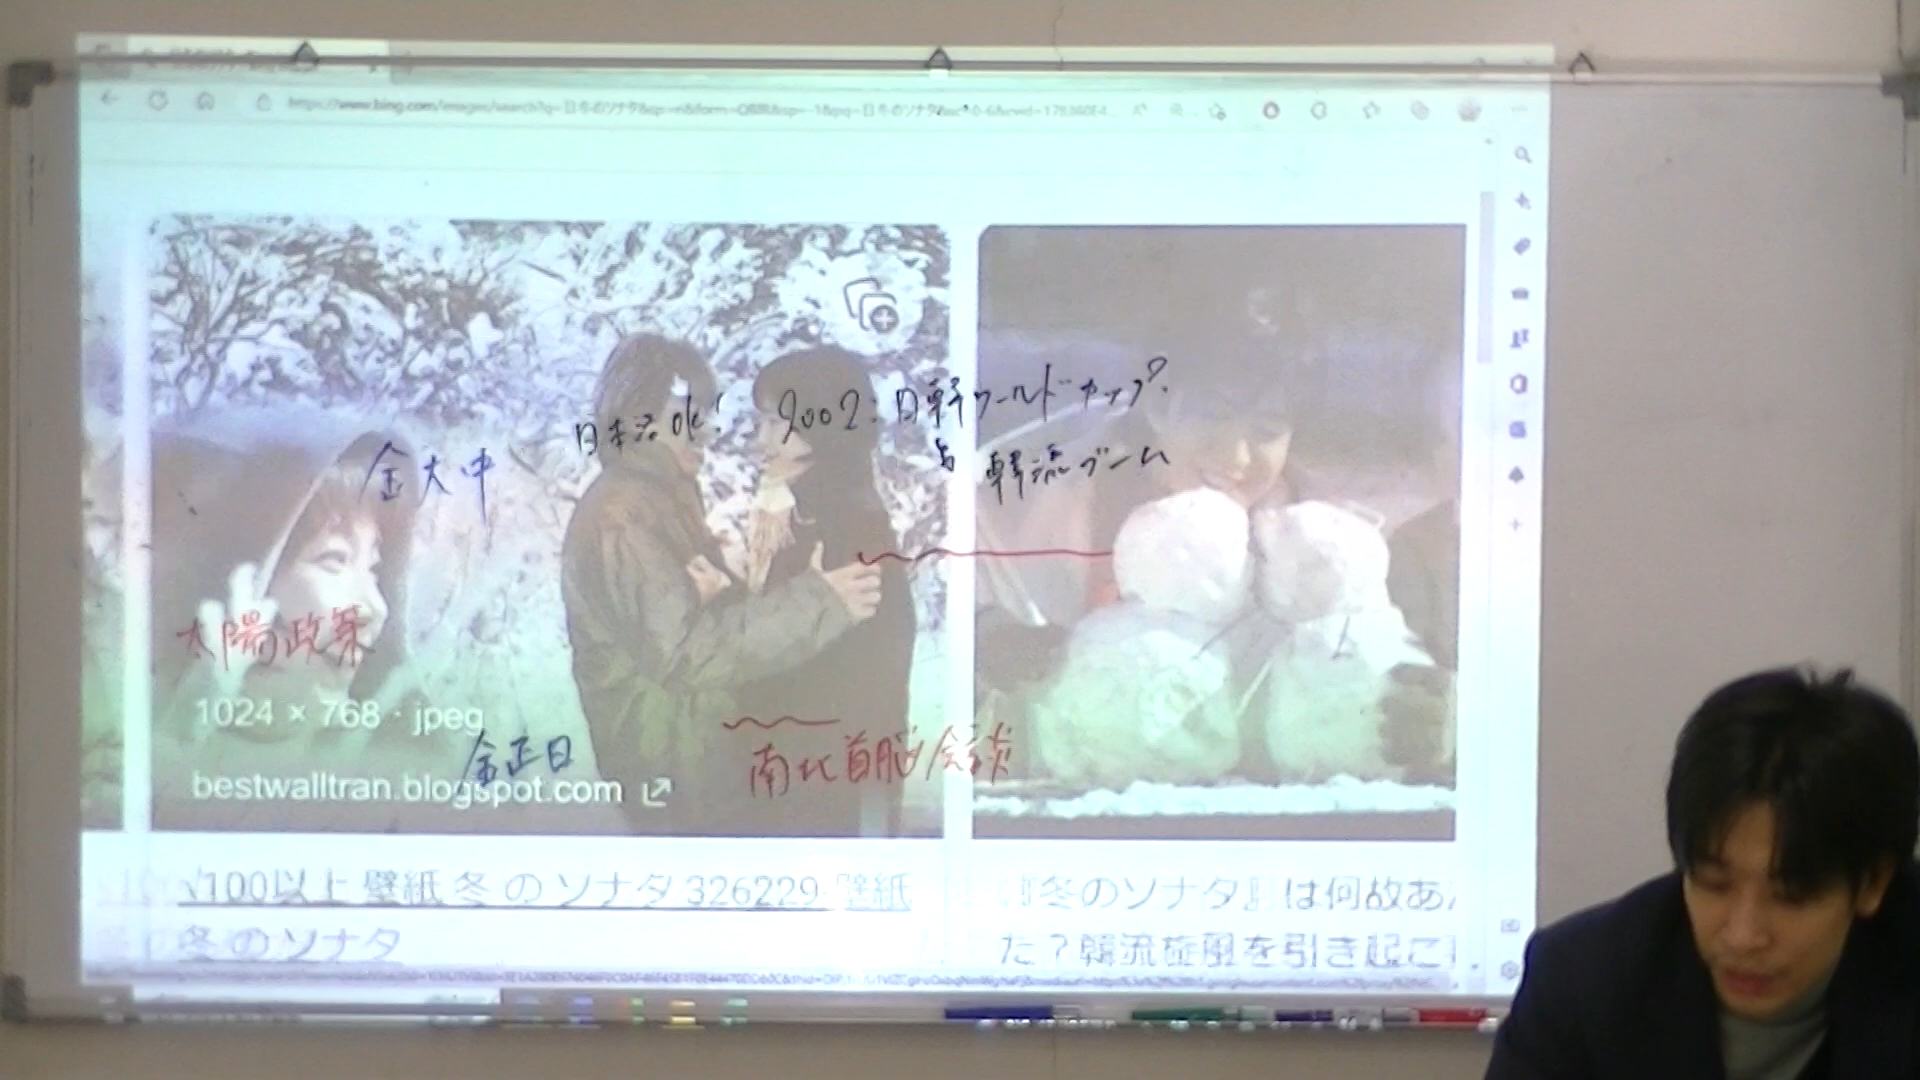 日本語ok! 2002:日韓ワールドカップ?
金大中
韓流ブーム
太陽政策
1024 × 768 · jpeg
金正日
南北首脳会談
bestwalltran.blogspot.com
√100以上 壁紙 冬 の ソナタ 326229-壁紙
冬 の ソナタ
『冬のソナタ』は何故あ
た？韓流旋風を引き起こ